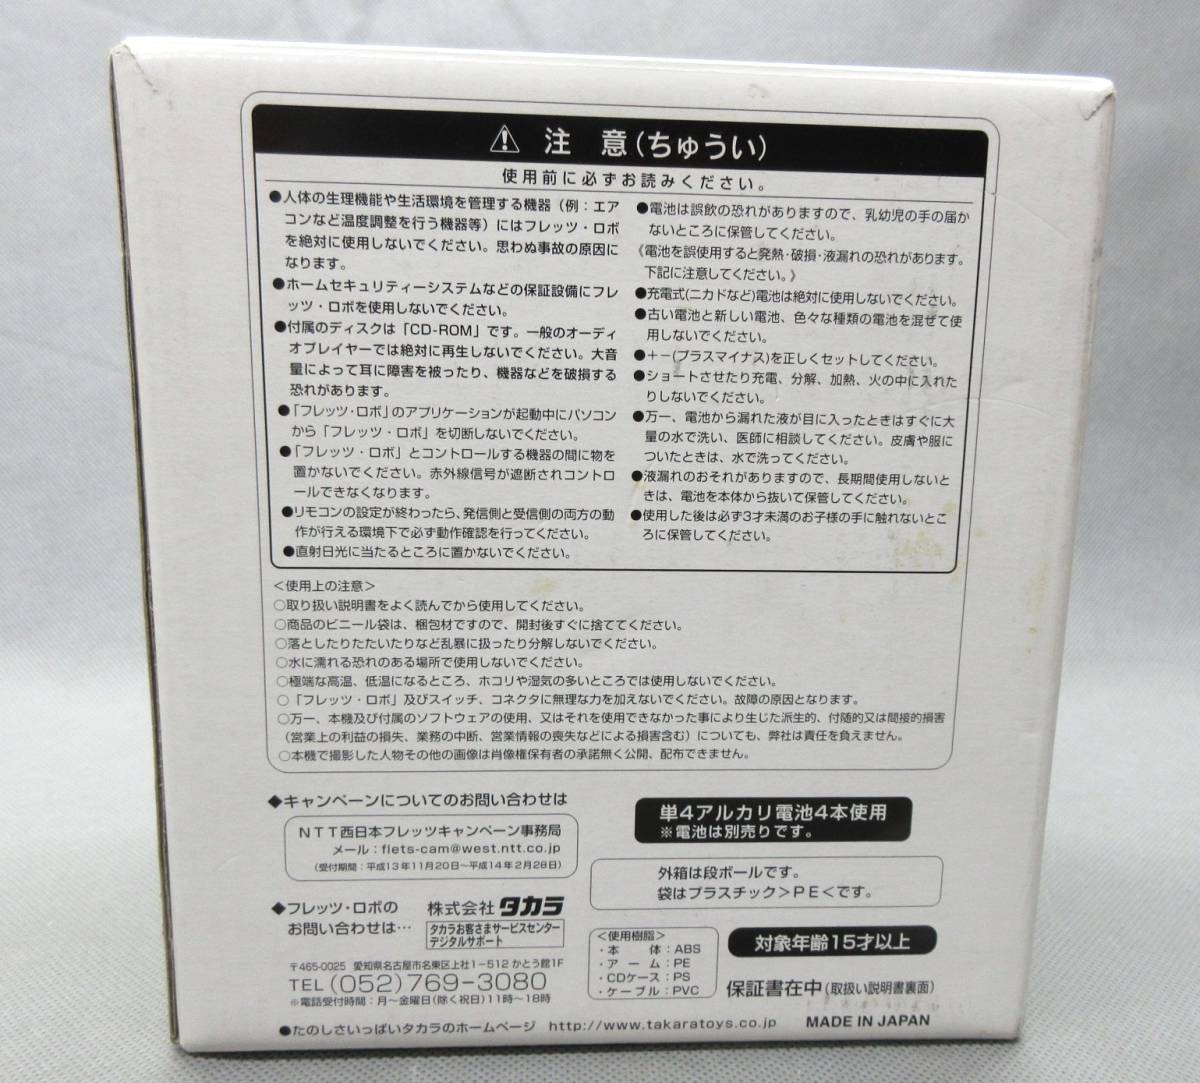 注 意(ちゅうい)
使用前に必ずお読みください。
●人体の生理機能や生活環境を管理する機器(例:エア
コンなど温度調整を行う機器等)にはフレッツ・ロボ
を絶対に使用しないでください。思わぬ事故の原因に
なります。
●ホームセキュリティーシステムなどの保証設備にフレ
ッツ・ロボを使用しないでください。
●付属のディスクは「CD-ROM」です。一般のオーディ
オプレイヤーでは絶対に再生しないでください。大音
量によって耳に障害を被ったり、機器などを破損する
恐れがあります。
●「フレッツ・ロボ」のアプリケーションが起動中にパソコン
から「フレッツ・ロボ」を切断しないでください。
●「フレッツ・ロボ」とコントロールする機器の間に物を
置かないでください。赤外線信号が遮断されコントロ
ールできなくなります。
●リモコンの設定が終わったら、発信側と受信側の両方の動
作が行える環境下で必ず動作確認を行ってください。
●直射日光に当たるところに置かないでください。
●電池は誤飲の恐れがありますので、乳幼児の手の届か
ないところに保管してください。
《電池を誤使用すると発熱・破損・液漏れの恐れがあります。
下記に注意してください。》
●充電式(ニカドなど)電池は絶対に使用しないでください。
●古い電池と新しい電池、色々な種類の電池を混ぜて使
用しないでください。
●+-(プラスマイナス)を正しくセットしてください。
●ショートさせたり充電、分解、加熱、火の中に入れた
りしないでください。
●万一、電池から漏れた液が目に入ったときはすぐに大
量の水で洗い、医師に相談してください。皮膚や服に
ついたときは、水で洗ってください。
●液漏れのおそれがありますので、長期間使用しないと
きは、電池を本体から抜いて保管してください。
●使用した後は必ず3才未満のお子様の手に触れないとこ
ろに保管してください。
<使用上の注意>
○取り扱い説明書をよく読んでから使用してください。
○商品のビニール袋は、梱包材ですので、開封後すぐに捨ててください。
○落としたりたたいたりなど乱暴に扱ったり分解しないでください。
○水に濡れる恐れのある場所で使用しないでください。
○極端な高温、低温になるところ、ホコリや湿気の多いところでは使用しないでください。
○「フレッツ・ロボ」及びスイッチ、コネクタに無理な力を加えないでください。故障の原因となります。
○万一、本機及び付属のソフトウェアの使用、又はそれを使用できなかった事により生じた派生的、付随的又は間接的損害
(営業上の利益の損失、業務の中断、営業情報の喪失などによる損害含む)についても、弊社は責任を負えません。
○本機で撮影した人物その他の画像は肖像権保有者の承諾無く公開、配布できません。
◆キャンペーンについてのお問い合わせは
NTT西日本フレッツキャンペーン事務局
メール:flets-cam@west.ntt.co.jp
(受付期間:平成13年11月20日~平成14年2月28日)
◆フレッツ・ロボの
お問い合わせは…
株式会社 タカラ
タカラお客さまサービスセンター
デジタルサポート
〒465-0025 愛知県名古屋市名東区上社1-512 かとう館1F
TEL(052)769-3080
※電話受付時間:月~金曜日(除く祝日)11時~18時
●たのしさいっぱいタカラのホームページ http://www.takaratoys.co.jp
単4アルカリ電池4本使用
※電池は別売りです。
外箱は段ボールです。
袋はプラスチック>PE<です。
<使用樹脂>
・本 体:ABS
・アーム:PE
・CDケース:PS
・ケーブル:PVC
対象年齢15才以上
保証書在中(取扱い説明書裏面)
MADE IN JAPAN